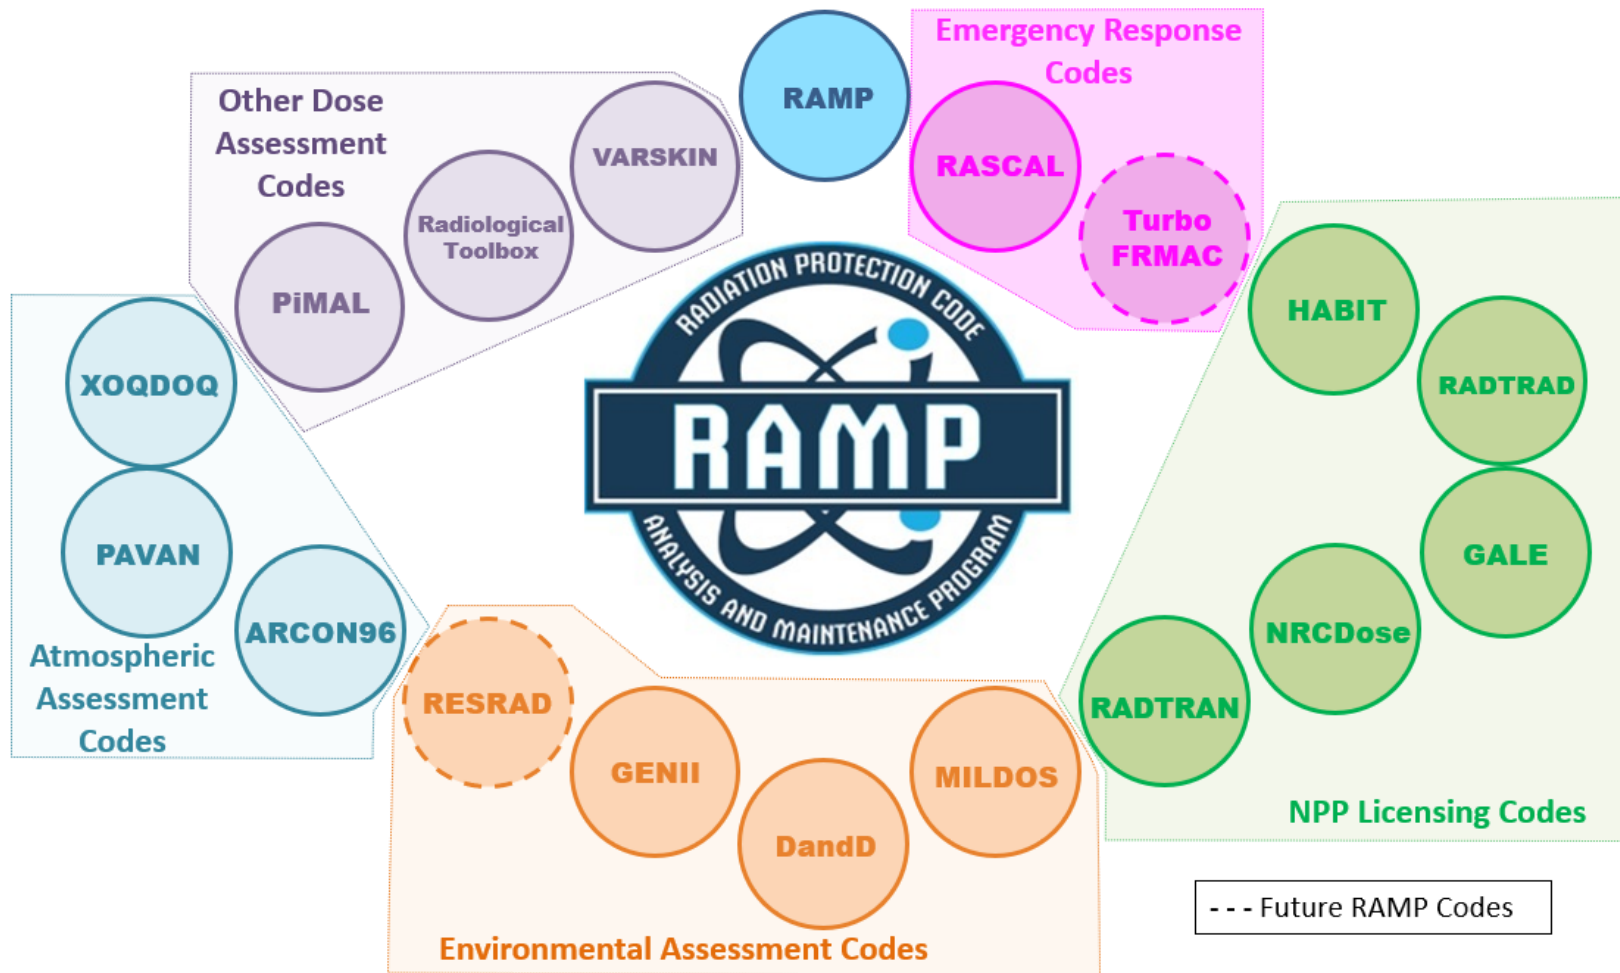 RAMP
Emergency Response
Codes
RASCAL
Turbo
FRMAC
Other Dose
Assessment
Codes
VARSKIN
Radiological
Toolbox
PiMAL
RADIATION PROTECTION CODE
RAMP
ANALYSIS AND MAINTENANCE PROGRAM
HABIT
RADTRAD
GALE
NRCDose
RADTRAN
NPP Licensing Codes
XOQDOQ
PAVAN
ARCON96
Atmospheric
Assessment
Codes
RESRAD
GENII
DandD
MILDOS
Environmental Assessment Codes
--- Future RAMP Codes